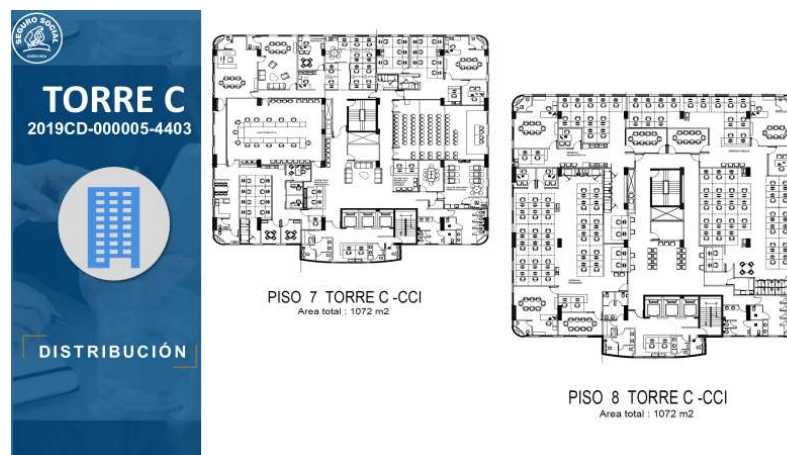 SEGURO SOCIAL
TORRE C
2019CD-000005-4403
DISTRIBUCIÓN
PISO 7 TORRE C -CCI
Area total : 1072 m2
PISO 8 TORRE C -CCI
Area total : 1072 m2